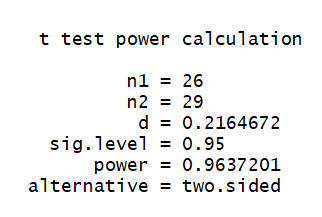 t test power calculation
n1 = 26
n2 = 29
d = 0.2164672
sig.level = 0.95
power = 0.9637201
alternative = two.sided